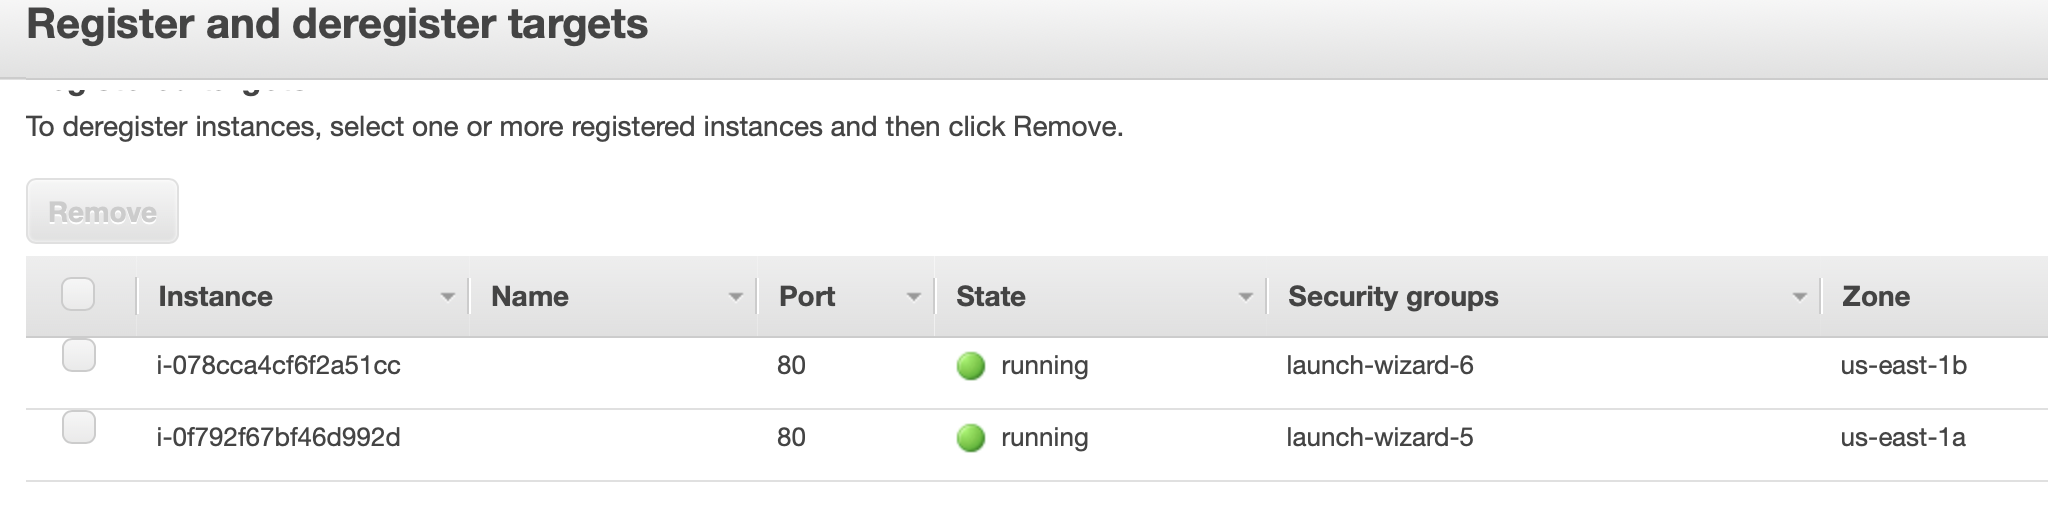 Register and deregister targets
To deregister instances, select one or more registered instances and then click Remove.
Remove
Instance Name Port State Security groups Zone
i-078cca4cf6f2a51cc 80 running launch-wizard-6 us-east-1b
i-0f792f67bf46d992d 80 running launch-wizard-5 us-east-1a